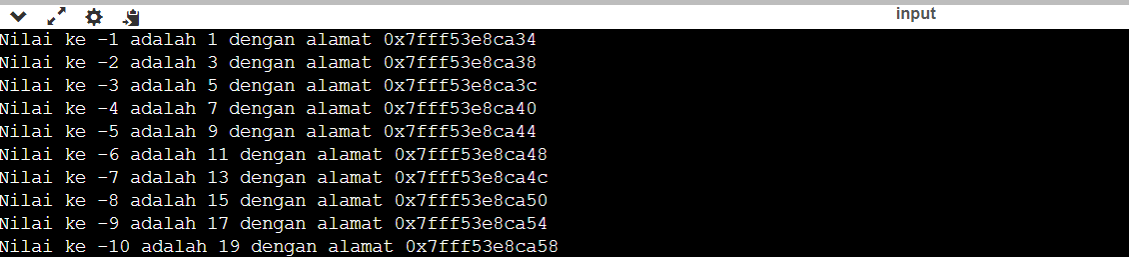 input
Nilai ke -1 adalah 1 dengan alamat 0x7fff53e8ca34
Nilai ke -2 adalah 3 dengan alamat 0x7fff53e8ca38
Nilai ke -3 adalah 5 dengan alamat 0x7fff53e8ca3c
Nilai ke -4 adalah 7 dengan alamat 0x7fff53e8ca40
Nilai ke -5 adalah 9 dengan alamat 0x7fff53e8ca44
Nilai ke -6 adalah 11 dengan alamat 0x7fff53e8ca48
Nilai ke -7 adalah 13 dengan alamat 0x7fff53e8ca4c
Nilai ke -8 adalah 15 dengan alamat 0x7fff53e8ca50
Nilai ke -9 adalah 17 dengan alamat 0x7fff53e8ca54
Nilai ke -10 adalah 19 dengan alamat 0x7fff53e8ca58